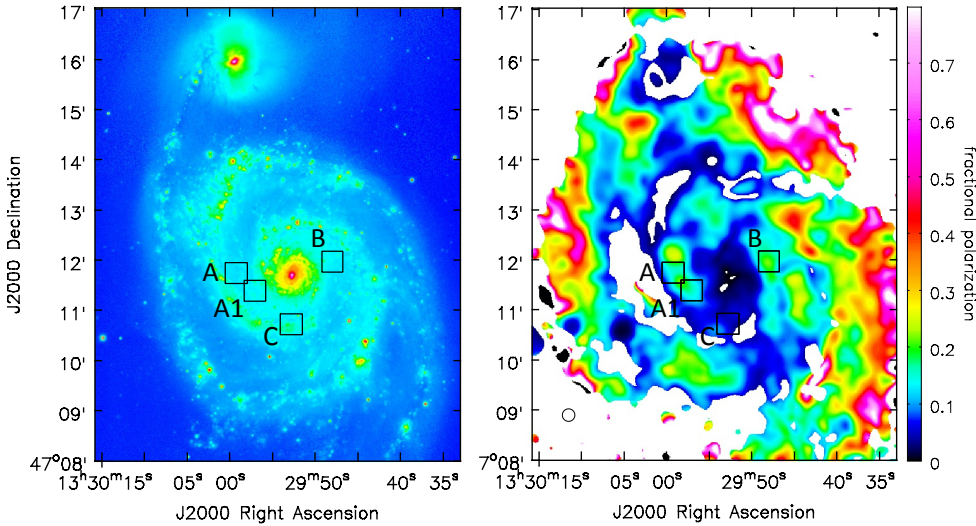 17'
16'
15'
14'
13'
12'
11'
10'
09'
47°08'
J2000 Declination
A
A1
B
C
13ʰ30ᵐ15ˢ
05ˢ
00ˢ
29ᵐ50ˢ
40ˢ
35ˢ
J2000 Right Ascension
17'
16'
15'
14'
13'
12'
11'
10'
09'
7°08'
A
A1
B
C
13ʰ30ᵐ15ˢ
05ˢ
00ˢ
29ᵐ50ˢ
40ˢ
35ˢ
J2000 Right Ascension
0.7
0.6
0.5
0.4
0.3
0.2
0.1
0
fractional polarization